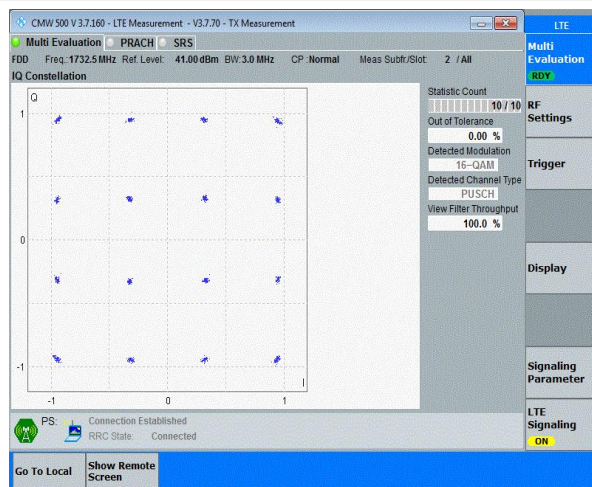 CMW 500 V 3.7.160 - LTE Measurement - V3.7.70 - TX Measurement
LTE
Multi Evaluation PRACH SRS
FDD Freq.:1732.5 MHz Ref. Level: 41.00 dBm BW:3.0 MHz CP :Normal Meas Subfr./Slot: 2 / All
IQ Constellation
Q
1
0
-1
-1 0 1
I
Statistic Count
10 / 10
Out of Tolerance
0.00 %
Detected Modulation
16-QAM
Detected Channel Type
PUSCH
View Filter Throughput
100.0 %
Multi
Evaluation
RDY
RF
Settings
Trigger
Display
Signaling
Parameter
LTE
Signaling
ON
PS: Connection Established
RRC State: Connected
Go To Local
Show Remote
Screen